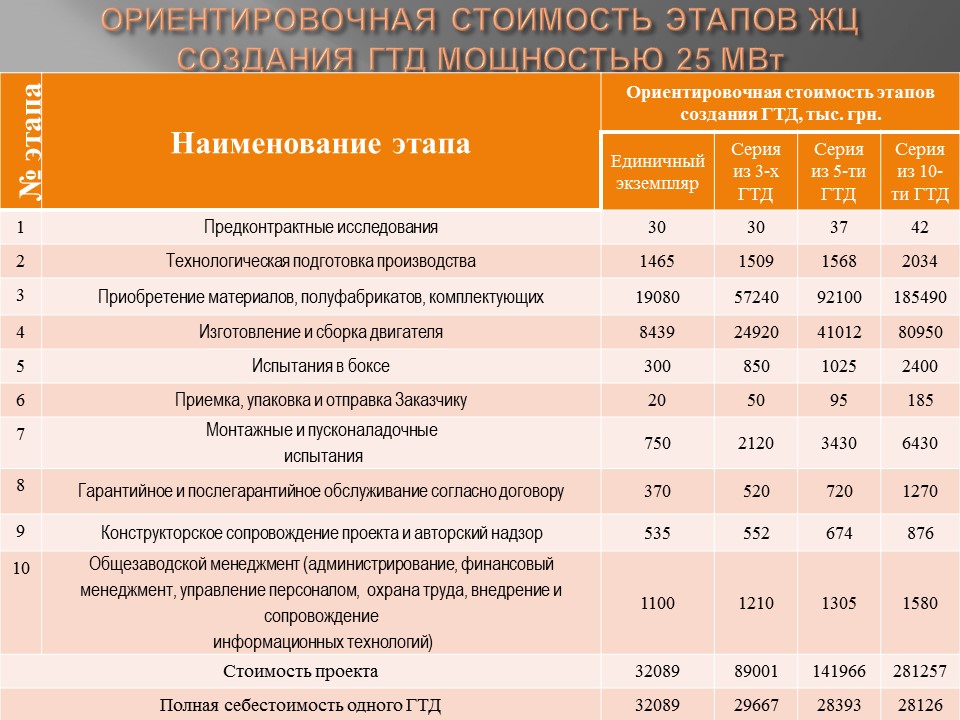 ОРИЕНТИРОВОЧНАЯ СТОИМОСТЬ ЭТАПОВ ЖЦ
СОЗДАНИЯ ГТД МОЩНОСТЬЮ 25 МВт
№ этапа
Наименование этапа
Ориентировочная стоимость этапов
создания ГТД, тыс. грн.
Единичный
экземпляр
Серия
из 3-х
ГТД
Серия
из 5-ти
ГТД
Серия
из 10-
ти ГТД
1 Предконтрактные исследования 30 30 37 42
2 Технологическая подготовка производства 1465 1509 1568 2034
3 Приобретение материалов, полуфабрикатов, комплектующих 19080 57240 92100 185490
4 Изготовление и сборка двигателя 8439 24920 41012 80950
5 Испытания в боксе 300 850 1025 2400
6 Приемка, упаковка и отправка Заказчику 20 50 95 185
7 Монтажные и пусконаладочные
испытания 750 2120 3430 6430
8 Гарантийное и послегарантийное обслуживание согласно договору 370 520 720 1270
9 Конструкторское сопровождение проекта и авторский надзор 535 552 674 876
10 Общезаводской менеджмент (администрирование, финансовый
менеджмент, управление персоналом, охрана труда, внедрение и
сопровождение
информационных технологий) 1100 1210 1305 1580
Стоимость проекта 32089 89001 141966 281257
Полная себестоимость одного ГТД 32089 29667 28393 28126